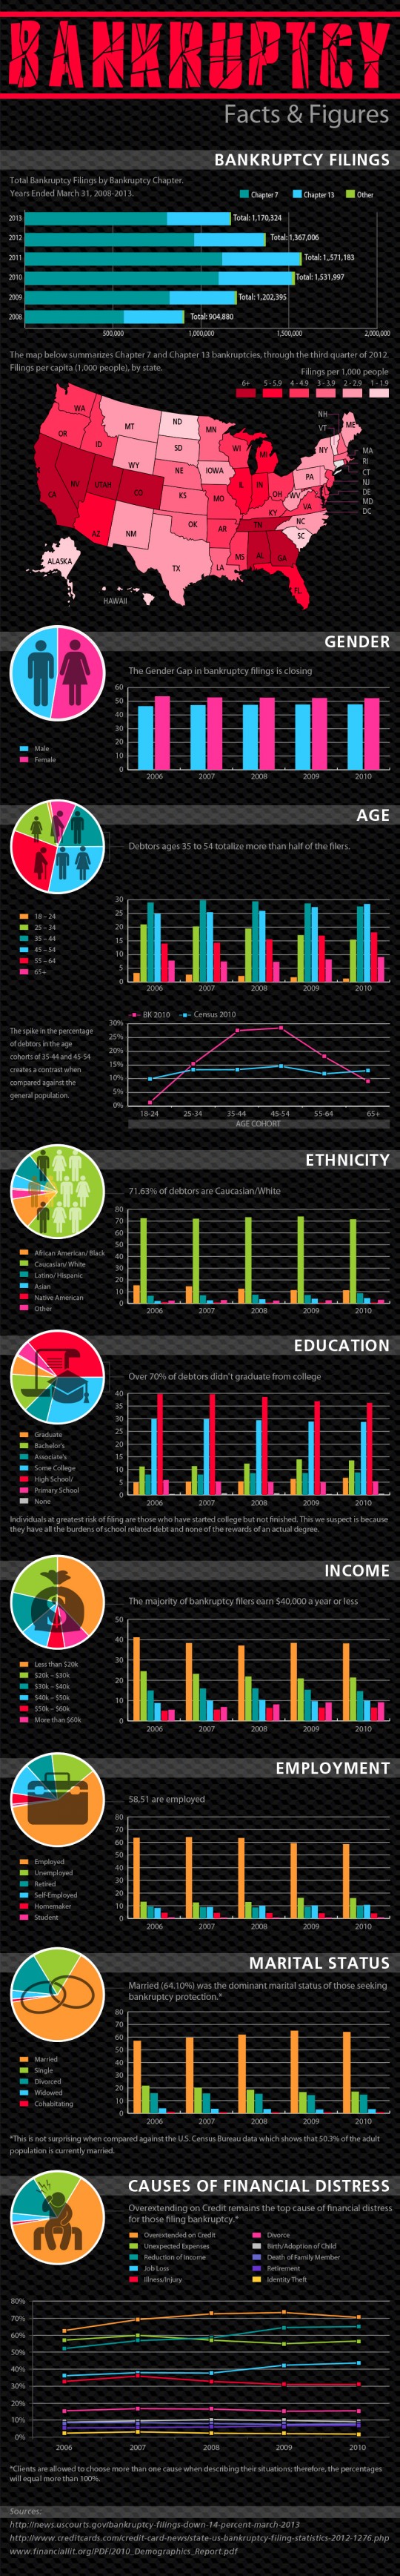 BANKRUPTCY
Facts & Figures
BANKRUPTCY FILINGS
Total Bankruptcy Filings by Bankruptcy Chapter.
Years Ended March 31, 2008-2013.
Chapter 7
Chapter 13
Other
2013
Total: 1,170,324
2012
Total: 1,367,006
2011
Total: 1,,571,183
2010
Total: 1,531,997
2009
Total: 1,202,395
2008
Total: 904,880
500,000
1,000,000
1,500,000
2,000,000
The map below summarizes Chapter 7 and Chapter 13 bankruptcies, through the third quarter of 2012.
Filings per capita (1,000 people), by state.
Filings per 1,000 people
6+
5 - 5.9
4 - 4.9
3 - 3.9
2 - 2.9
1 - 1.9
WA
OR
ID
MT
ND
MN
SD
WY
NV
UTAH
CA
CO
AZ
NM
NE
IOWA
KS
MO
OK
AR
TX
LA
WI
MI
IL
IN
OH
WV
KY
VA
TN
NC
SC
MS
AL
GA
FL
PA
NY
NH
VT
ME
MA
RI
CT
NJ
DE
MD
DC
ALASKA
HAWAII
GENDER
The Gender Gap in bankruptcy filings is closing
Male
Female
60
50
40
30
20
10
0
2006
2007
2008
2009
2010
AGE
Debtors ages 35 to 54 totalize more than half of the filers.
18 – 24
25 – 34
35 – 44
45 – 54
55 – 64
65+
30
25
20
15
10
5
0
2006
2007
2008
2009
2010
The spike in the percentage
of debtors in the age
cohorts of 35-44 and 45-54
creates a contrast when
compared against the
general population.
BK 2010
Census 2010
30%
25%
20%
15%
10%
5%
0%
18-24
25-34
35-44
45-54
55-64
65+
AGE COHORT
ETHNICITY
71.63% of debtors are Caucasian/White
African American/ Black
Caucasian/ White
Latino/ Hispanic
Asian
Native American
Other
80
70
60
50
40
30
20
10
0
2006
2007
2008
2009
2010
EDUCATION
Over 70% of debtors didn't graduate from college
Graduate
Bachelor's
Associate's
Some College
High School/
Primary School
None
40
35
30
25
20
15
10
5
0
2006
2007
2008
2009
2010
Individuals at greatest risk of filing are those who have started college but not finished. This we suspect is because
they have all the burdens of school related debt and none of the rewards of an actual degree.
INCOME
The majority of bankruptcy filers earn $40,000 a year or less
Less than $20k
$20k – $30k
$30k – $40k
$40k – $50k
$50k – $60k
More than $60k
50
40
30
20
10
0
2006
2007
2008
2009
2010
EMPLOYMENT
58,51 are employed
Employed
Unemployed
Retired
Self-Employed
Homemaker
Student
80
70
60
50
40
30
20
10
0
2006
2007
2008
2009
2010
MARITAL STATUS
Married (64.10%) was the dominant marital status of those seeking
bankruptcy protection.*
Married
Single
Divorced
Widowed
Cohabitating
80
70
60
50
40
30
20
10
0
2006
2007
2008
2009
2010
*This is not surprising when compared against the U.S. Census Bureau data which shows that 50.3% of the adult
population is currently married.
CAUSES OF FINANCIAL DISTRESS
Overextending on Credit remains the top cause of financial distress
for those filing bankruptcy.*
Overextended on Credit
Unexpected Expenses
Reduction of Income
Job Loss
Illness/Injury
Divorce
Birth/Adoption of Child
Death of Family Member
Retirement
Identity Theft
80%
70%
60%
50%
40%
30%
20%
10%
0%
2006
2007
2008
2009
2010
*Clients are allowed to choose more than one cause when describing their situations; therefore, the percentages
will equal more than 100%.
Sources:
http://news.uscourts.gov/bankruptcy-filings-down-14-percent-march-2013
http://www.creditcards.com/credit-card-news/state-us-bankruptcy-filing-statistics-2012-1276.php
www.financiallit.org/PDF/2010_Demographics_Report.pdf